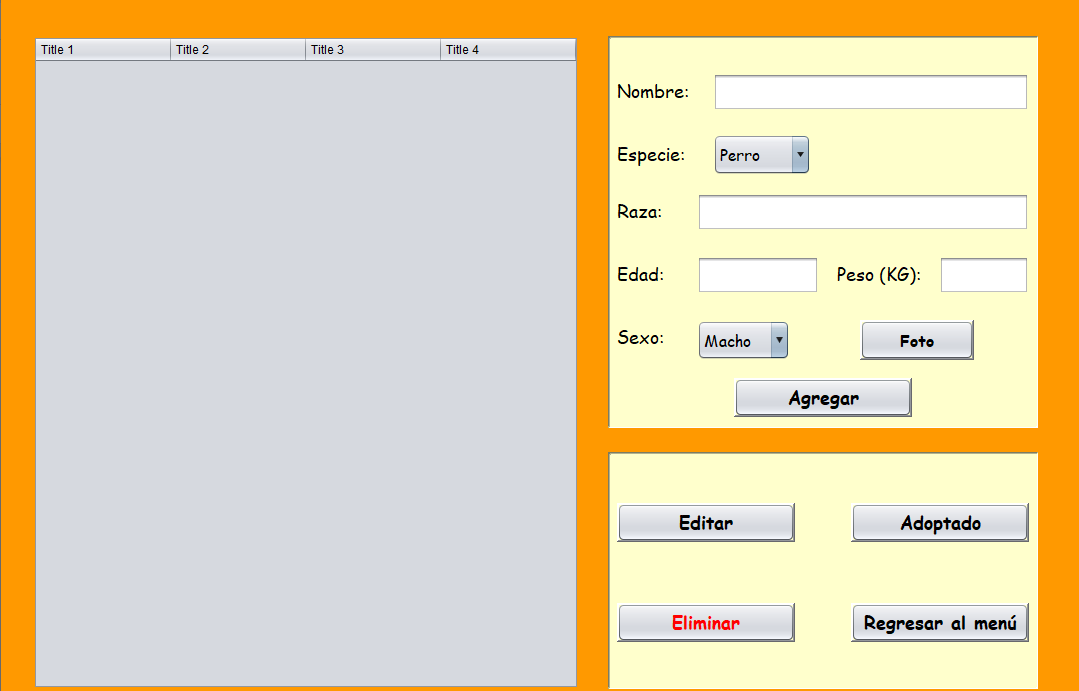 Title 1 Title 2 Title 3 Title 4
Nombre:
Especie: Perro
Raza:
Edad: Peso (KG):
Sexo: Macho Foto
Agregar
Editar Adoptado
Eliminar Regresar al menú